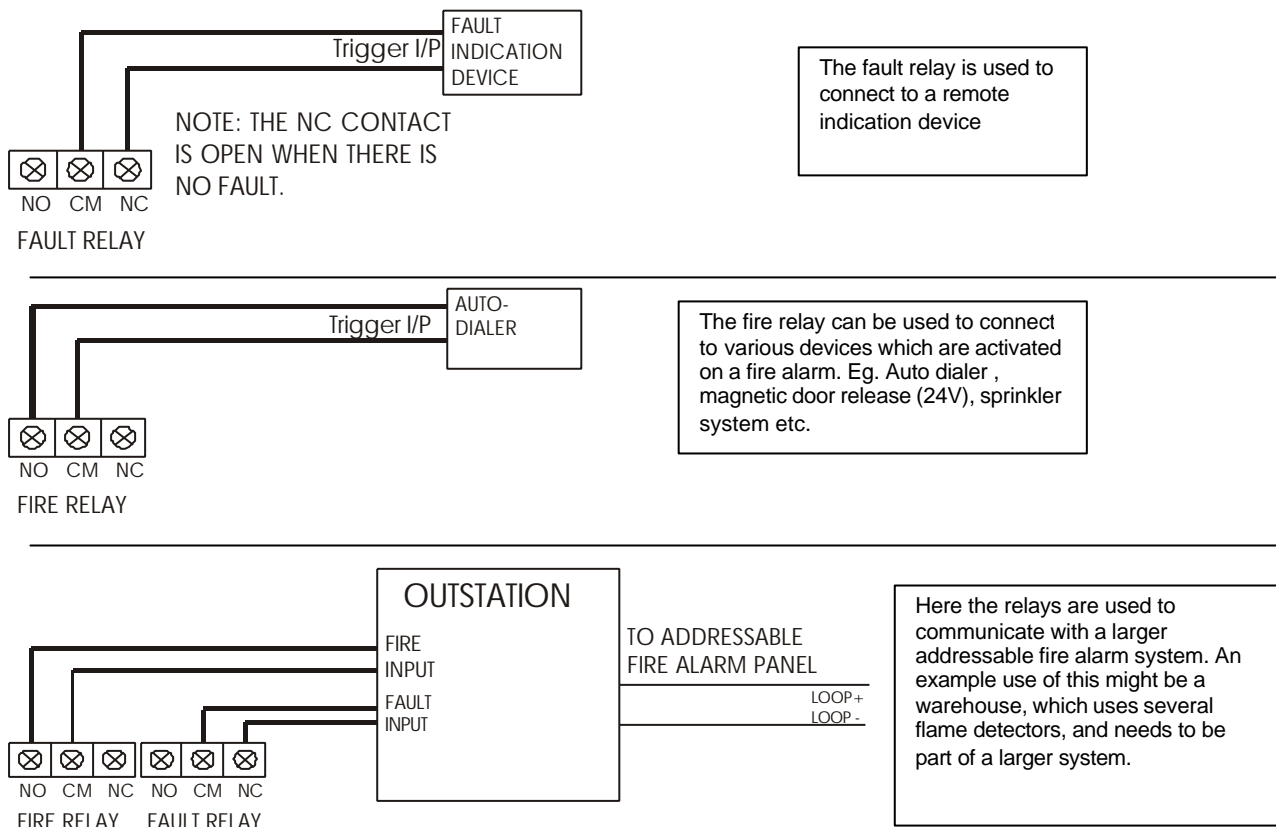 FAULT
INDICATION
DEVICE
Trigger I/P
NOTE: THE NC CONTACT
IS OPEN WHEN THERE IS
NO FAULT.
NO CM NC
FAULT RELAY
The fault relay is used to
connect to a remote
indication device
AUTO-
DIALER
Trigger I/P
NO CM NC
FIRE RELAY
The fire relay can be used to connect
to various devices which are activated
on a fire alarm. Eg. Auto dialer ,
magnetic door release (24V), sprinkler
system etc.
OUTSTATION
FIRE
INPUT
FAULT
INPUT
TO ADDRESSABLE
FIRE ALARM PANEL
LOOP+
LOOP -
NO CM NC NO CM NC
FIRE RELAY FAULT RELAY
Here the relays are used to
communicate with a larger
addressable fire alarm system. An
example use of this might be a
warehouse, which uses several
flame detectors, and needs to be
part of a larger system.